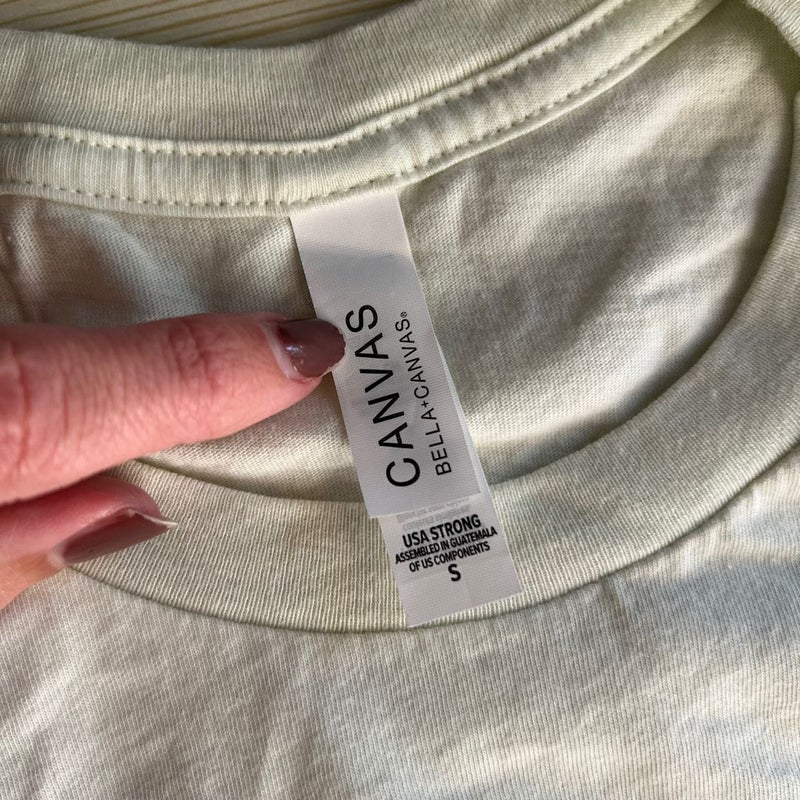 CANVAS
BELLA+CANVAS®
USA STRONG
ASSEMBLED IN GUATEMALA
OF US COMPONENTS
S